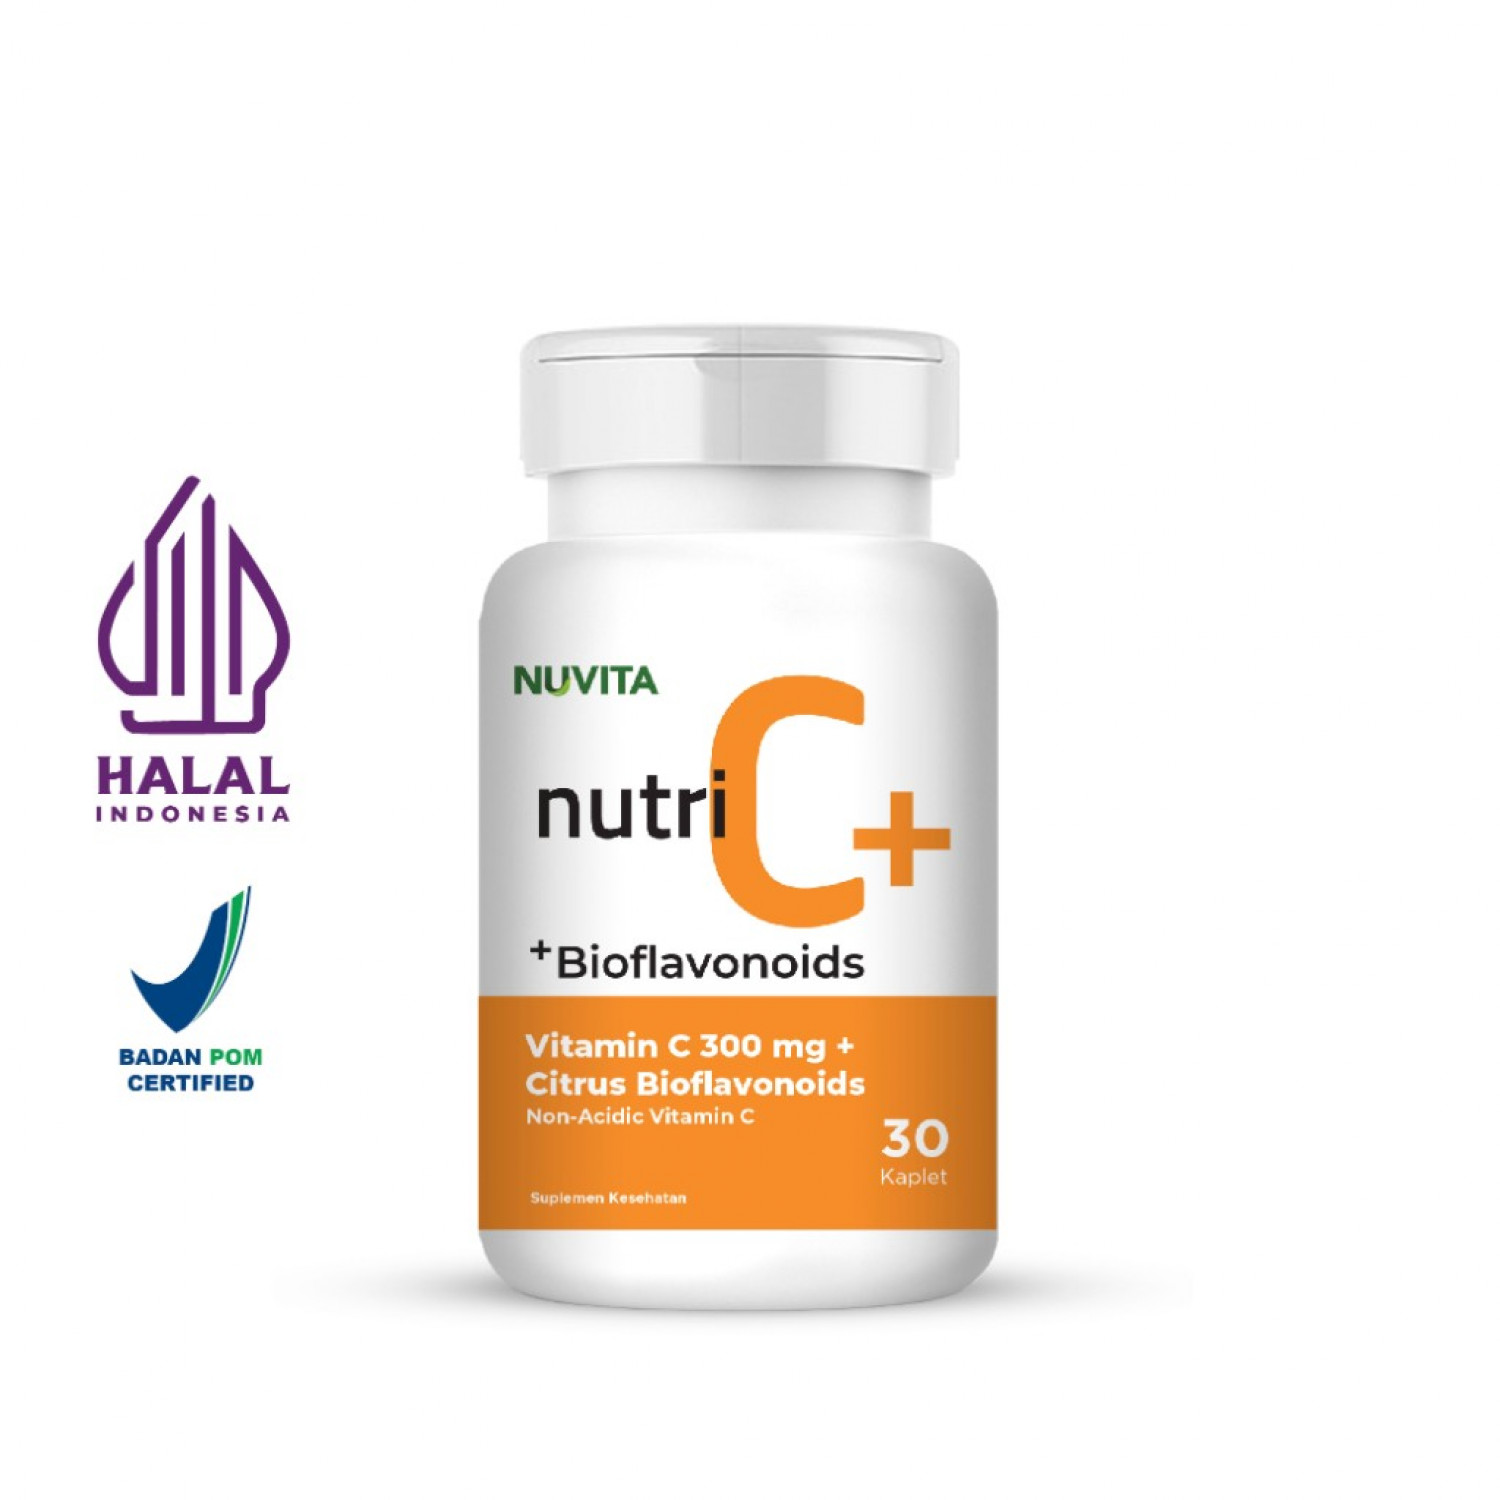 HALAL
INDONESIA
BADAN POM
CERTIFIED
NUVITA
nutriC+
+Bioflavonoids
Vitamin C 300 mg +
Citrus Bioflavonoids
Non-Acidic Vitamin C
30
Kaplet
Suplemen Kesehatan